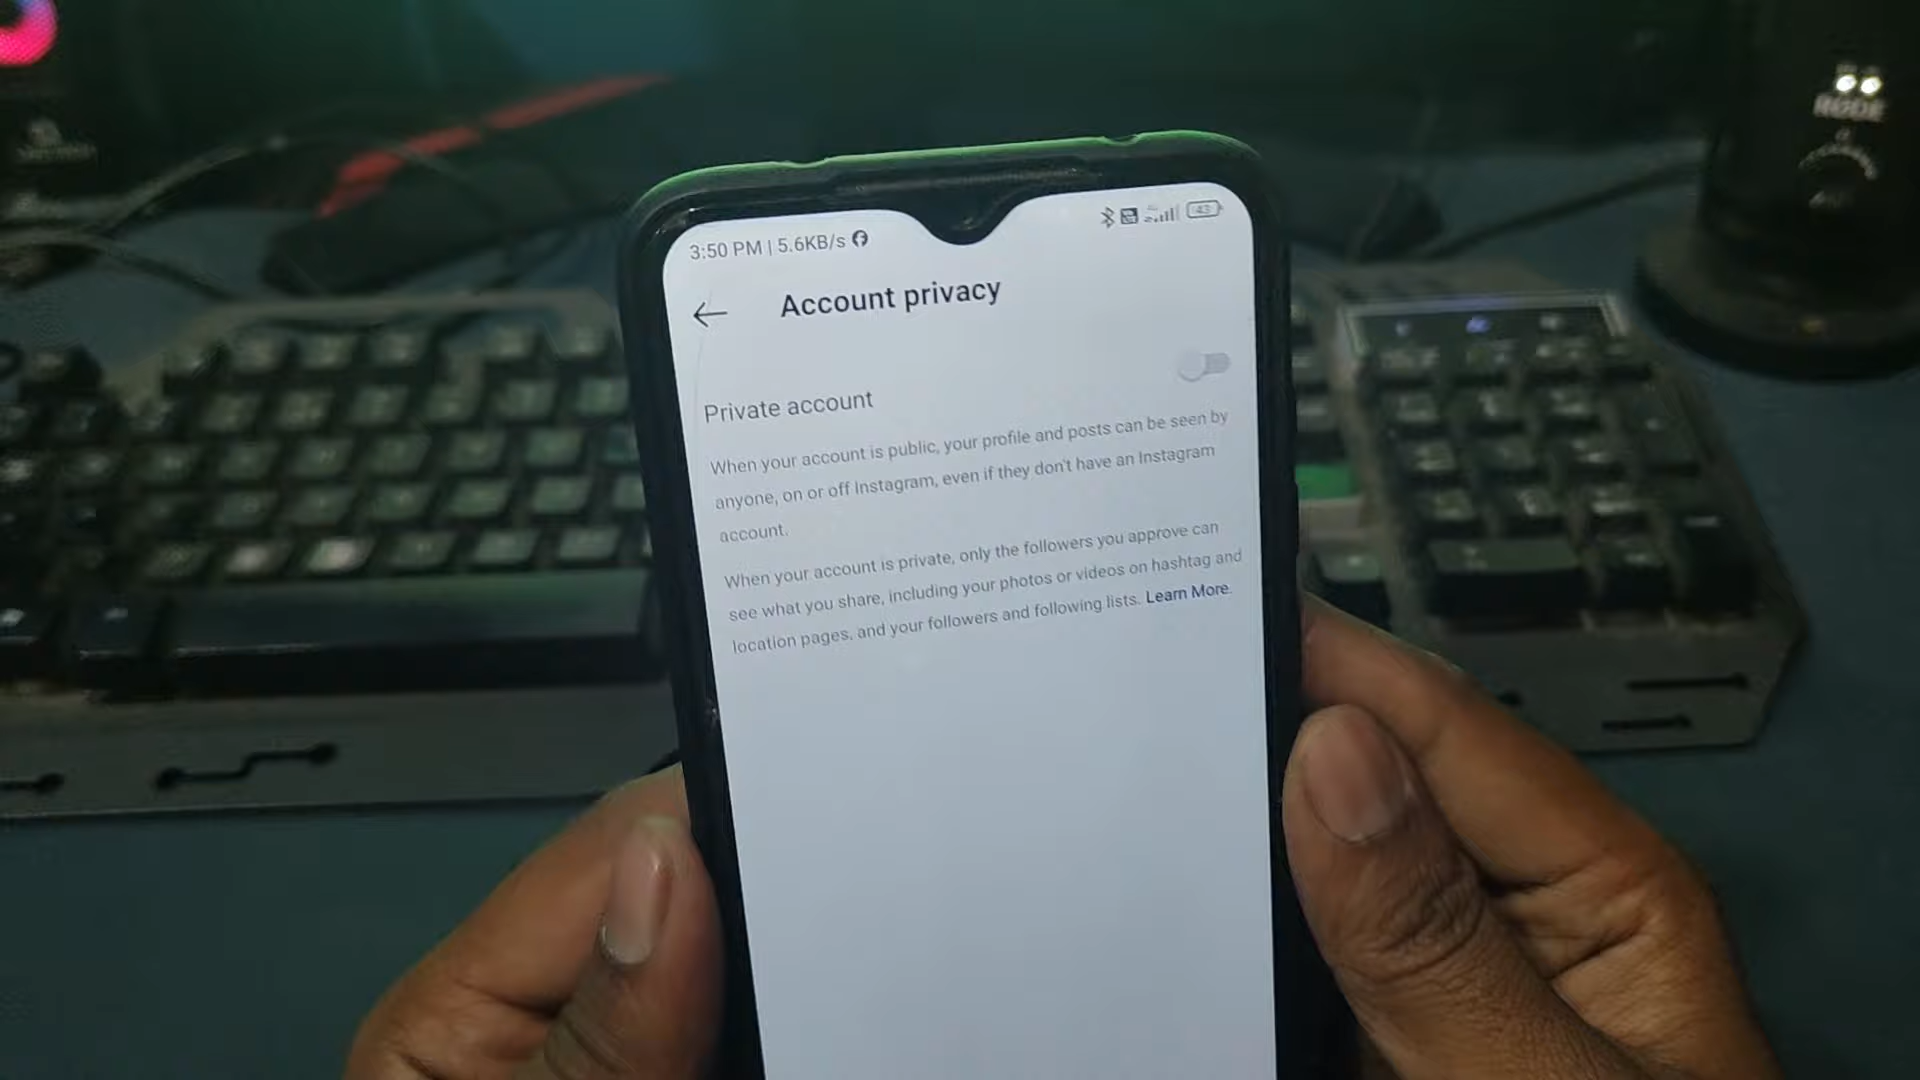 RODE
3:50 PM | 5.6KB/s
43
Account privacy
Private account
When your account is public, your profile and posts can be seen by
anyone, on or off Instagram, even if they don't have an Instagram
account.
When your account is private, only the followers you approve can
see what you share, including your photos or videos on hashtag and
location pages, and your followers and following lists. Learn More.